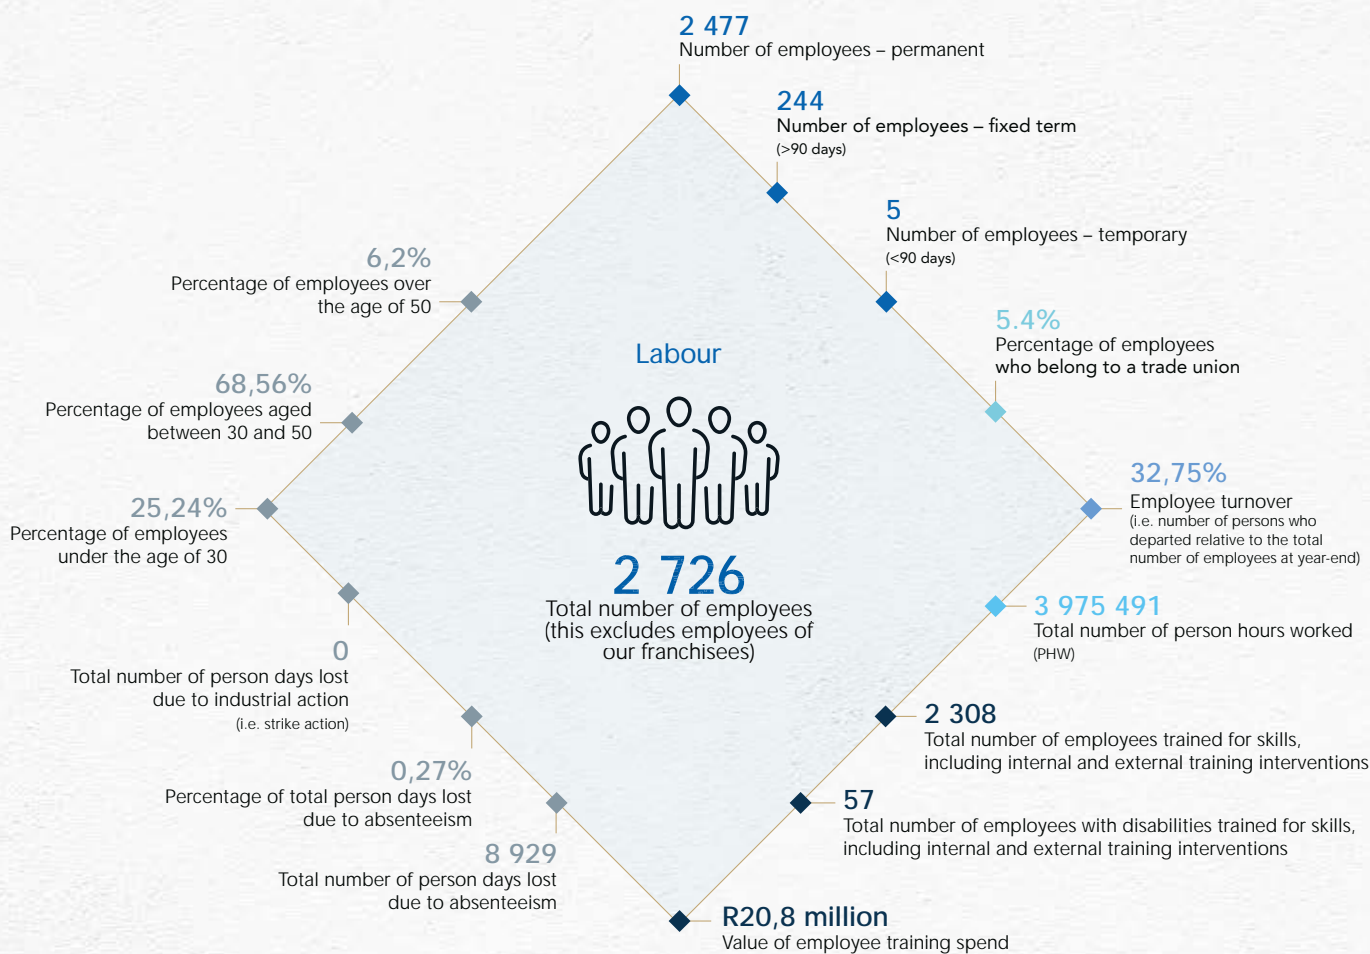 2 477
Number of employees – permanent
244
Number of employees – fixed term
(>90 days)
5
Number of employees – temporary
(<90 days)
5.4%
Percentage of employees
who belong to a trade union
32,75%
Employee turnover
(i.e. number of persons who
departed relative to the total
number of employees at year-end)
3 975 491
Total number of person hours worked
(PHW)
2 308
Total number of employees trained for skills,
including internal and external training interventions
57
Total number of employees with disabilities trained for skills,
including internal and external training interventions
R20,8 million
Value of employee training spend
8 929
Total number of person days lost
due to absenteeism
0,27%
Percentage of total person days lost
due to absenteeism
0
Total number of person days lost
due to industrial action
(i.e. strike action)
25,24%
Percentage of employees
under the age of 30
68,56%
Percentage of employees aged
between 30 and 50
6,2%
Percentage of employees over
the age of 50
Labour
2 726
Total number of employees
(this excludes employees of
our franchisees)